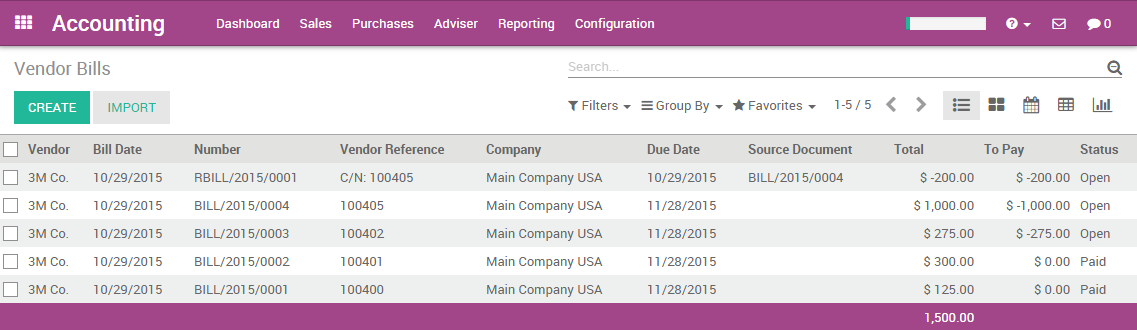 Accounting Dashboard Sales Purchases Adviser Reporting Configuration ? 0
Vendor Bills Search...
CREATE IMPORT Filters Group By Favorites 1-5 / 5
Vendor Bill Date Number Vendor Reference Company Due Date Source Document Total To Pay Status
3M Co. 10/29/2015 RBILL/2015/0001 C/N: 100405 Main Company USA 10/29/2015 BILL/2015/0004 $ -200.00 $ -200.00 Open
3M Co. 10/29/2015 BILL/2015/0004 100405 Main Company USA 11/28/2015 $ 1,000.00 $ -1,000.00 Open
3M Co. 10/29/2015 BILL/2015/0003 100402 Main Company USA 11/28/2015 $ 275.00 $ -275.00 Open
3M Co. 10/29/2015 BILL/2015/0002 100401 Main Company USA 11/28/2015 $ 300.00 $ 0.00 Paid
3M Co. 10/29/2015 BILL/2015/0001 100400 Main Company USA 11/28/2015 $ 125.00 $ 0.00 Paid
1,500.00